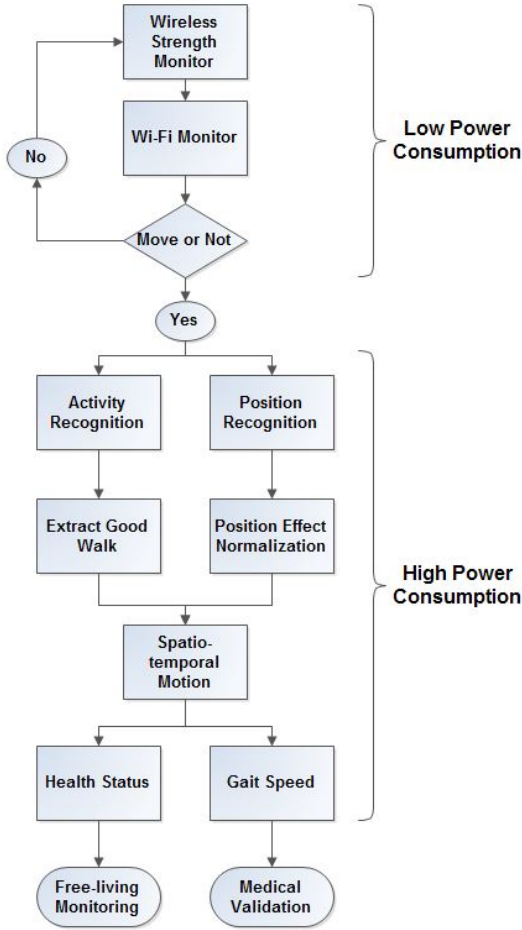 Wireless
Strength
Monitor
Wi-Fi Monitor
Low Power
Consumption
No
Move or Not
Yes
Activity
Recognition
Position
Recognition
Extract Good
Walk
Position Effect
Normalization
High Power
Consumption
Spatio-
temporal
Motion
Health Status
Gait Speed
Free-living
Monitoring
Medical
Validation